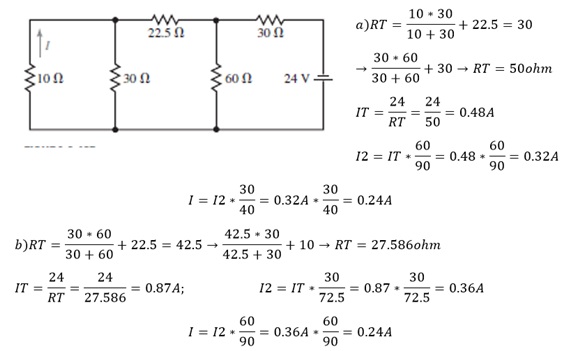 22.5 Ω
30 Ω
I
10 Ω
30 Ω
60 Ω
24 V
a)RT = 10 * 30 / 10 + 30 + 22.5 = 30
→ 30 * 60 / 30 + 60 + 30 → RT = 50ohm
IT = 24 / RT = 24 / 50 = 0.48A
I2 = IT * 60 / 90 = 0.48 * 60 / 90 = 0.32A
I = I2 * 30 / 40 = 0.32A * 30 / 40 = 0.24A
b)RT = 30 * 60 / 30 + 60 + 22.5 = 42.5 → 42.5 * 30 / 42.5 + 30 + 10 → RT = 27.586ohm
IT = 24 / RT = 24 / 27.586 = 0.87A;
I2 = IT * 30 / 72.5 = 0.87 * 30 / 72.5 = 0.36A
I = I2 * 60 / 90 = 0.36A * 60 / 90 = 0.24A